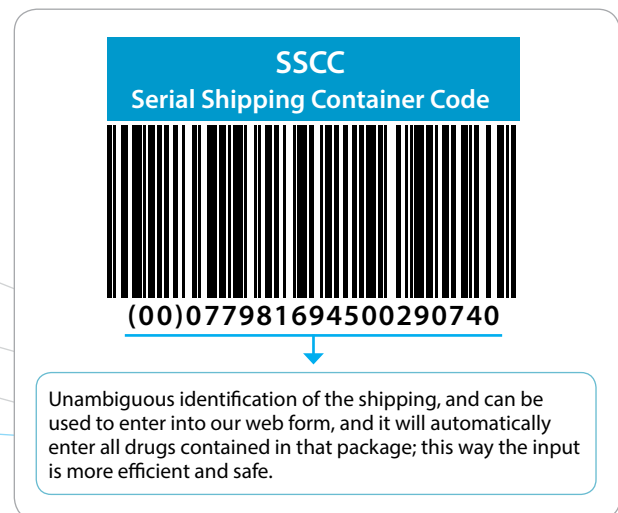 SSCC
Serial Shipping Container Code
(00)077981694500290740
Unambiguous identification of the shipping, and can be
used to enter into our web form, and it will automatically
enter all drugs contained in that package; this way the input
is more efficient and safe.